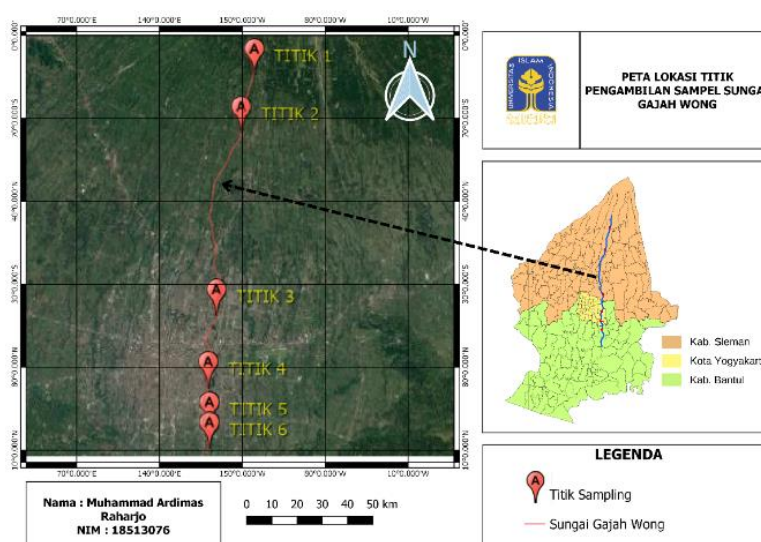 70°0.000'E 140°0.000'W 150°0.000'W 80°0.000'W 10°0.000'W
N
TITIK 1
TITIK 2
TITIK 3
TITIK 4
TITIK 5
TITIK 6
A
A
A
A
A
A
70°0.000'E 140°0.000'W 150°0.000'W 80°0.000'W 10°0.000'W
UNIVERSITAS ISLAM INDONESIA
PETA LOKASI TITIK
PENGAMBILAN SAMPEL SUNGA
GAJAH WONG
Kab. Sleman
Kota Yogyakart
Kab. Bantul
LEGENDA
A
Titik Sampling
Sungai Gajah Wong
Nama : Muhammad Ardimas
Raharjo
NIM : 18513076
0 10 20 30 40 50 km